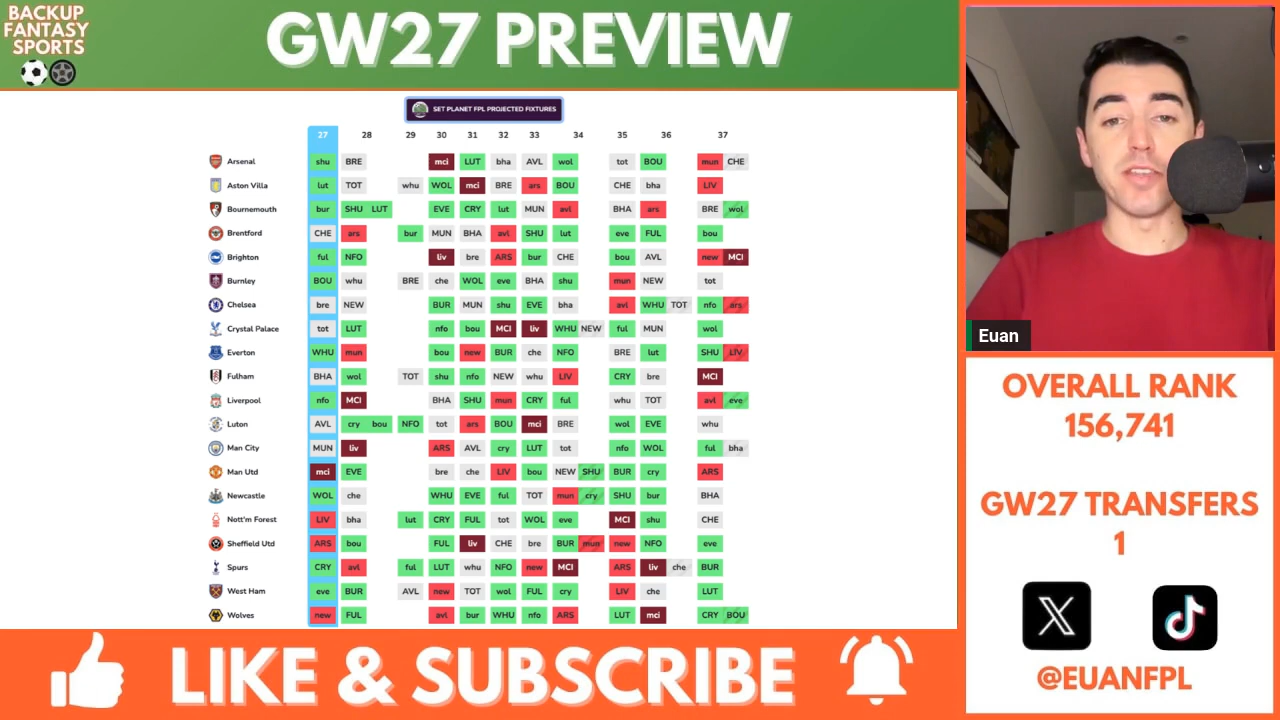 BACKUP
FANTASY
SPORTS
GW27 PREVIEW
SET PLANET FPL PROJECTED FIXTURES
27 28 29 30 31 32 33 34 35 36 37
Arsenal shu BRE mci LUT bha AVL wol tot BOU mun CHE
Aston Villa lut TOT whu WOL mci BRE ars BOU CHE bha LIV
Bournemouth bur SHU LUT EVE CRY lut MUN avl BHA ars BRE wol
Brentford CHE ars bur MUN BHA avl SHU lut eve FUL bou
Brighton ful NFO liv bre ARS bur CHE bou AVL new MCI
Burnley BOU whu BRE che WOL eve BHA shu mun NEW tot
Chelsea bre NEW BUR MUN shu EVE bha avl WHU TOT nfo ars
Crystal Palace tot LUT nfo bou MCI liv WHU NEW ful MUN wol
Everton WHU mun bou new BUR che NFO BRE lut SHU LIV
Fulham BHA wol TOT shu nfo NEW whu LIV CRY bre MCI
Liverpool nfo MCI BHA SHU mun CRY ful whu TOT avl eve
Luton AVL cry bou NFO tot ars BOU mci BRE wol EVE whu
Man City MUN liv ARS AVL cry LUT tot nfo WOL ful bha
Man Utd mci EVE bre che LIV bou NEW SHU BUR cry ARS
Newcastle WOL che WHU EVE ful TOT mun cry SHU bur BHA
Nott'm Forest LIV bha lut CRY FUL tot WOL eve MCI shu CHE
Sheffield Utd ARS bou FUL liv CHE bre BUR mun new NFO eve
Spurs CRY avl ful LUT whu NFO new MCI ARS liv che BUR
West Ham eve BUR AVL new TOT wol FUL cry LIV che LUT
Wolves new FUL avl bur WHU nfo ARS LUT mci CRY BOU
LIKE & SUBSCRIBE
Euan
OVERALL RANK
156,741
GW27 TRANSFERS
1
@EUANFPL